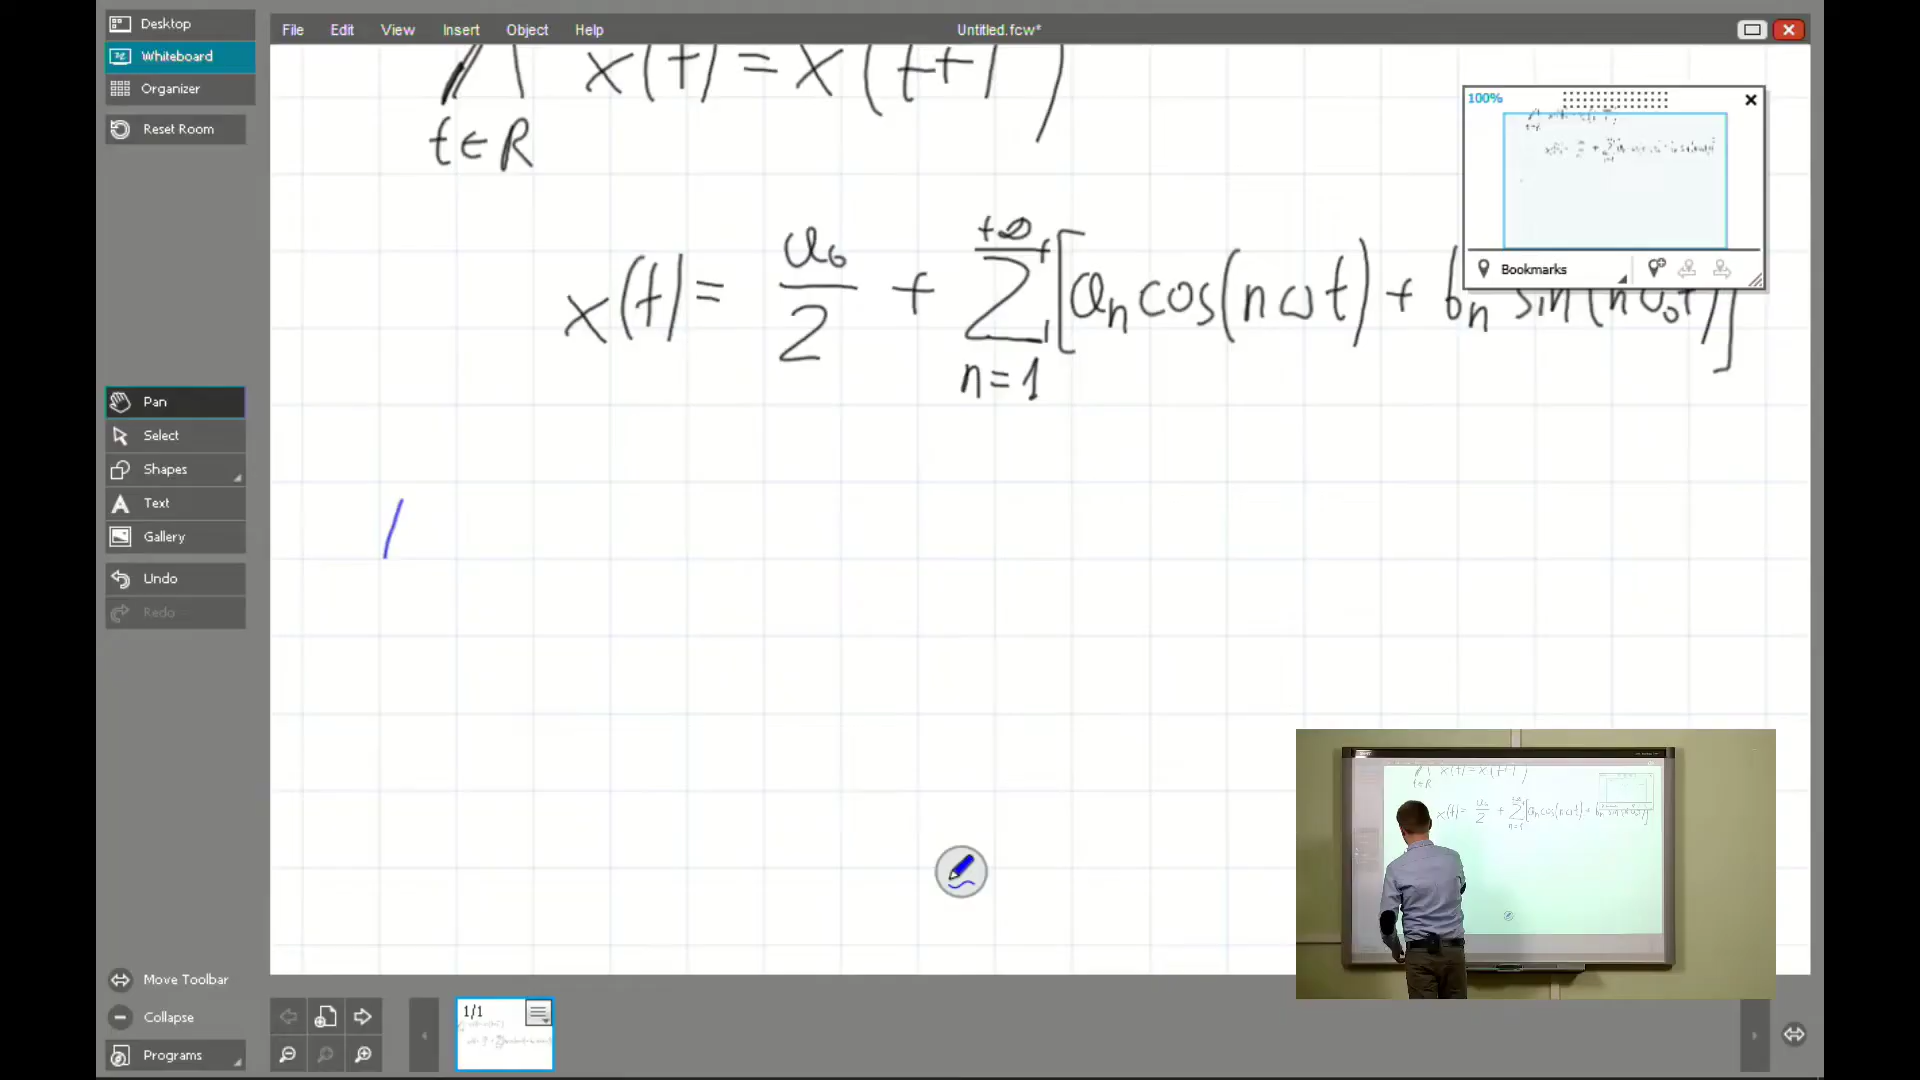 Desktop
Whiteboard
Organizer
Reset Room
File Edit View Insert Object Help
Untitled.fcw*
x(t) = x(t+T)
t∈R
x(t) = a₀/2 + ∑ [aₙ cos(nωt) + bₙ sin(nω₀t)]
+∞
n=1
100%
Bookmarks
Pan
Select
Shapes
Text
Gallery
Undo
Redo
Move Toolbar
Collapse
Programs
1/1